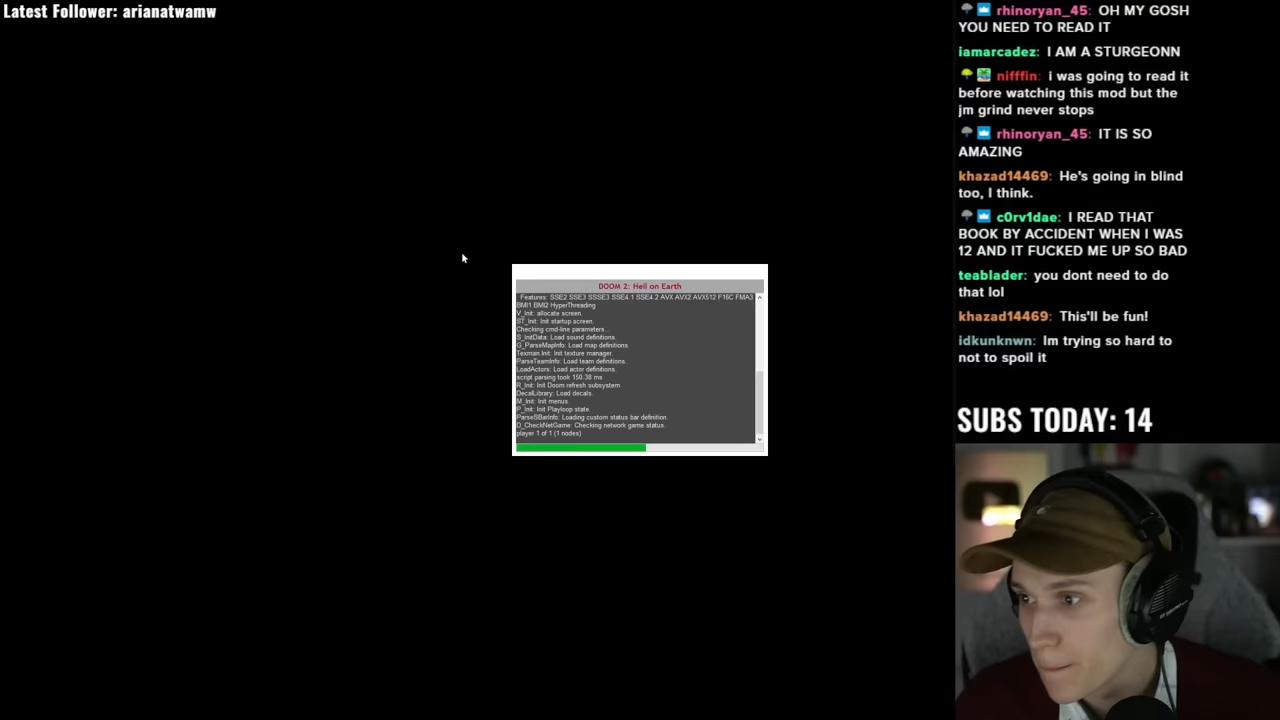 Latest Follower: arianatwamw
DOOM 2: Hell on Earth
Features: SSE2 SSE3 SSSE3 SSE4.1 SSE4.2 AVX AVX2 AVX512 F16C FMA3
BMI1 BMI2 HyperThreading
V_Init: allocate screen.
ST_Init: Init startup screen.
Checking cmd-line parameters...
S_InitData: Load sound definitions.
G_ParseMapInfo: Load map definitions.
Texman.Init: Init texture manager.
ParseTeamInfo: Load team definitions.
LoadActors: Load actor definitions.
script parsing took 150.38 ms
R_Init: Init Doom refresh subsystem.
DecalLibrary: Load decals.
M_Init: Init menus.
P_Init: Init Playloop state.
ParseSBarInfo: Loading custom status bar definition.
D_CheckNetGame: Checking network game status.
player 1 of 1 (1 nodes)
rhinoryan_45: OH MY GOSH
YOU NEED TO READ IT
iamarcadez: I AM A STURGEONN
nifffin: i was going to read it
before watching this mod but the
jm grind never stops
rhinoryan_45: IT IS SO
AMAZING
khazad14469: He's going in blind
too, I think.
c0rv1dae: I READ THAT
BOOK BY ACCIDENT WHEN I WAS
12 AND IT FUCKED ME UP SO BAD
teablader: you dont need to do
that lol
khazad14469: This'll be fun!
idkunknwn: Im trying so hard to
not to spoil it
SUBS TODAY: 14